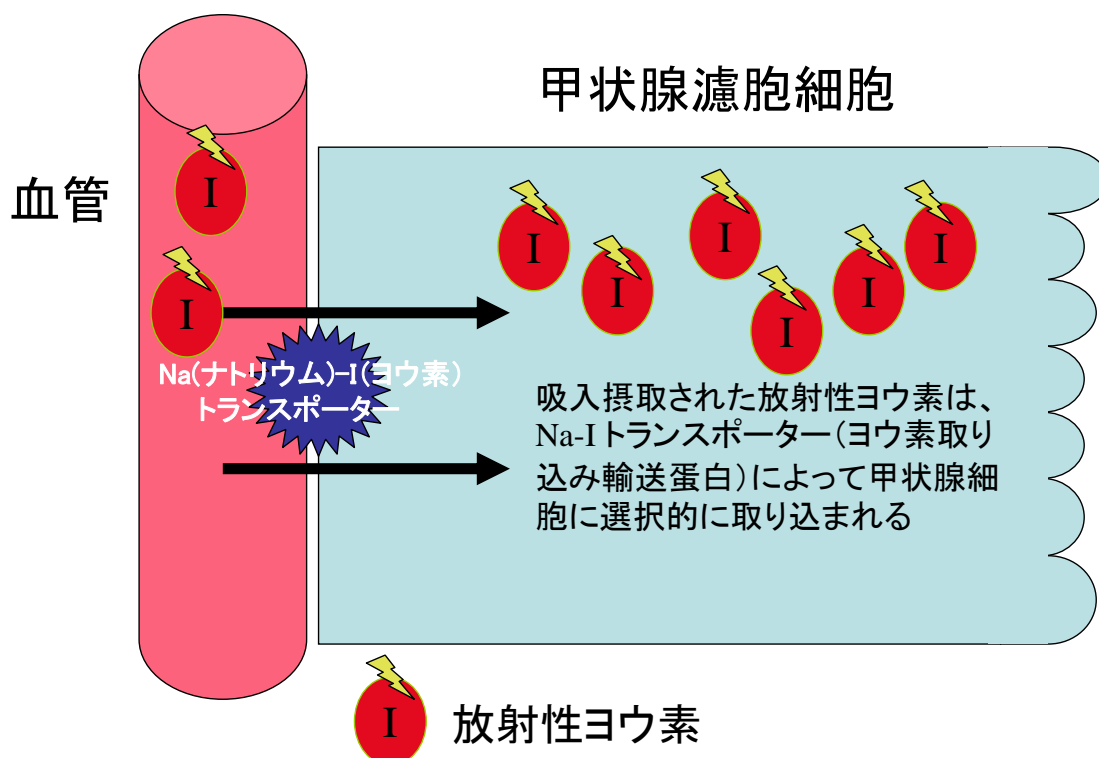 甲状腺濾胞細胞
血管
I
I
I
I
I
I
I
I
Na(ナトリウム)-I(ヨウ素)
トランスポーター
吸入摂取された放射性ヨウ素は、
Na-Iトランスポーター(ヨウ素取り
込み輸送蛋白)によって甲状腺細
胞に選択的に取り込まれる
I 放射性ヨウ素